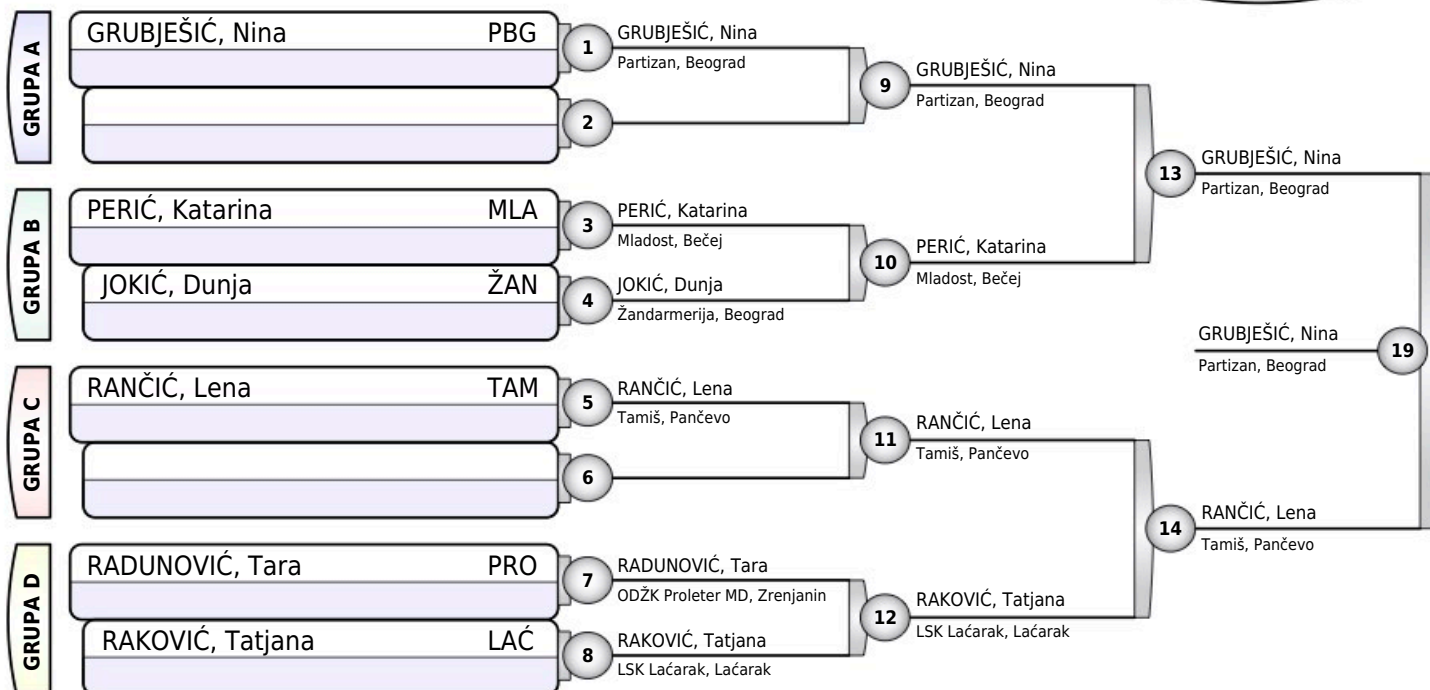 GRUPA A
GRUBJEŠIĆ, Nina PBG
1
GRUBJEŠIĆ, Nina
Partizan, Beograd
2
9
GRUBJEŠIĆ, Nina
Partizan, Beograd
GRUPA B
PERIĆ, Katarina MLA
3
PERIĆ, Katarina
Mladost, Bečej
JOKIĆ, Dunja ŽAN
4
JOKIĆ, Dunja
Žandarmerija, Beograd
10
PERIĆ, Katarina
Mladost, Bečej
13
GRUBJEŠIĆ, Nina
Partizan, Beograd
GRUPA C
RANČIĆ, Lena TAM
5
RANČIĆ, Lena
Tamiš, Pančevo
6
11
RANČIĆ, Lena
Tamiš, Pančevo
GRUPA D
RADUNOVIĆ, Tara PRO
7
RADUNOVIĆ, Tara
ODŽK Proleter MD, Zrenjanin
RAKOVIĆ, Tatjana LAĆ
8
RAKOVIĆ, Tatjana
LSK Laćarak, Laćarak
12
RAKOVIĆ, Tatjana
LSK Laćarak, Laćarak
14
RANČIĆ, Lena
Tamiš, Pančevo
GRUBJEŠIĆ, Nina
Partizan, Beograd
19